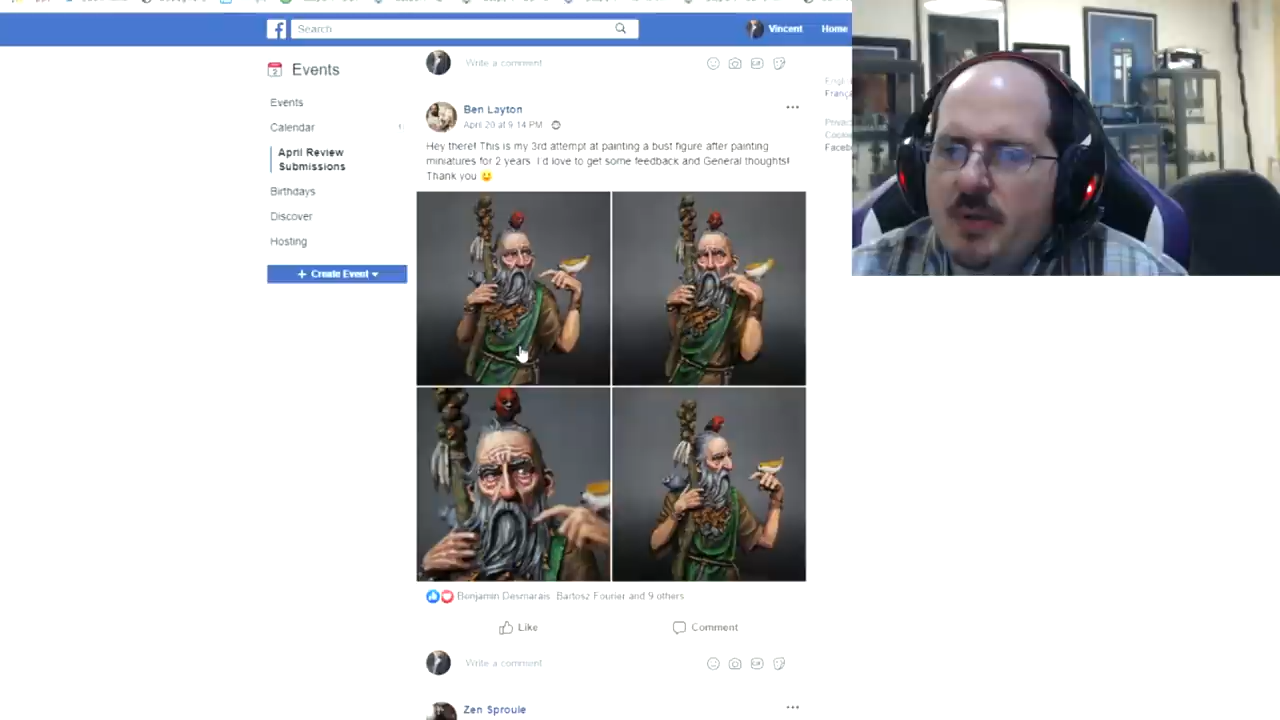 Search
Vincent
Home
Events
Write a comment
Events
Ben Layton
April 20 at 9:14 PM
Calendar
Hey there! This is my 3rd attempt at painting a bust figure after painting
miniatures for 2 years. I'd love to get some feedback and General thoughts!
Thank you
April Review
Submissions
Birthdays
Discover
Hosting
+ Create Event
Benjamin Desmarais, Bartosz Fourier and 9 others
Like
Comment
Write a comment
Zen Sproule